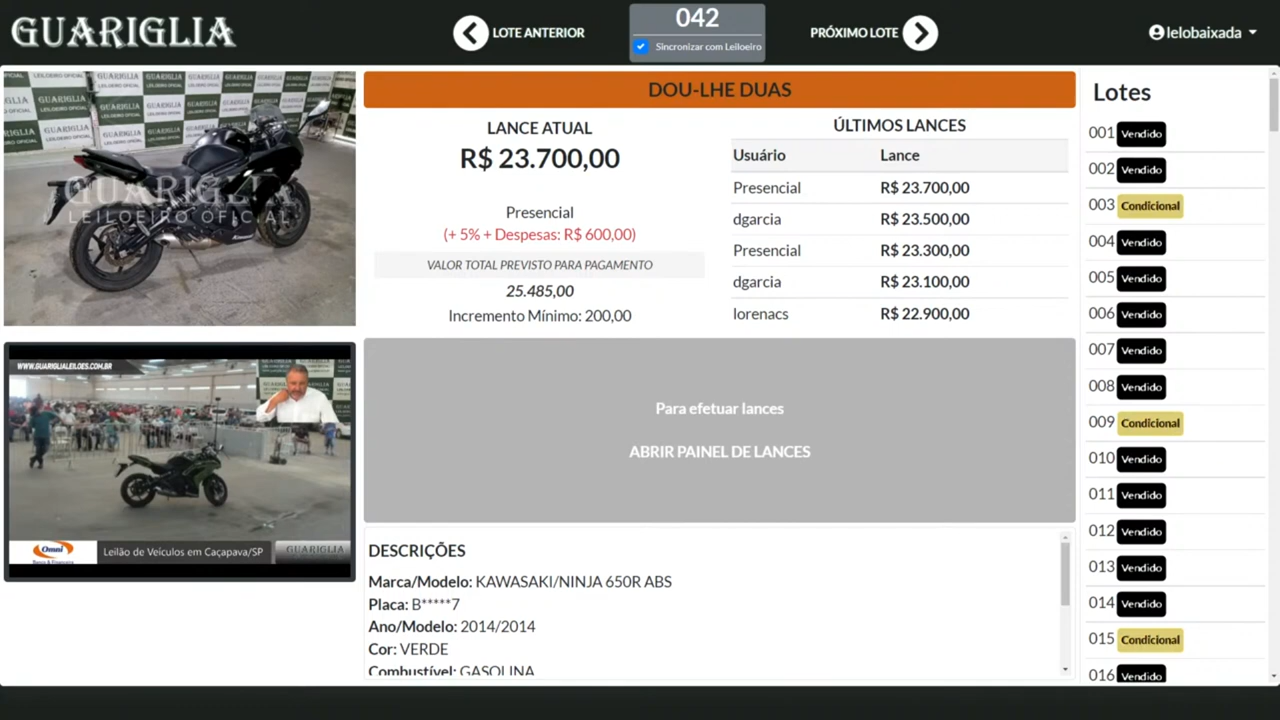 GUARIGLIA
LOTE ANTERIOR
042
Sincronizar com Leiloeiro
PRÓXIMO LOTE
lelobaixada
GUARIGLIA
LEILOEIRO OFICIAL
DOU-LHE DUAS
LANCE ATUAL
R$ 23.700,00
Presencial
(+ 5% + Despesas: R$ 600,00)
VALOR TOTAL PREVISTO PARA PAGAMENTO
25.485,00
Incremento Mínimo: 200,00
ÚLTIMOS LANCES
Usuário Lance
Presencial R$ 23.700,00
dgarcia R$ 23.500,00
Presencial R$ 23.300,00
dgarcia R$ 23.100,00
lorenacs R$ 22.900,00
WWW.GUARIGLIALEILOES.COM.BR
Omni
Leilão de Veículos em Caçapava/SP
GUARIGLIA
Para efetuar lances
ABRIR PAINEL DE LANCES
DESCRIÇÕES
Marca/Modelo: KAWASAKI/NINJA 650R ABS
Placa: B*****7
Ano/Modelo: 2014/2014
Cor: VERDE
Combustível: GASOLINA
Lotes
001 Vendido
002 Vendido
003 Condicional
004 Vendido
005 Vendido
006 Vendido
007 Vendido
008 Vendido
009 Condicional
010 Vendido
011 Vendido
012 Vendido
013 Vendido
014 Vendido
015 Condicional
016 Vendido